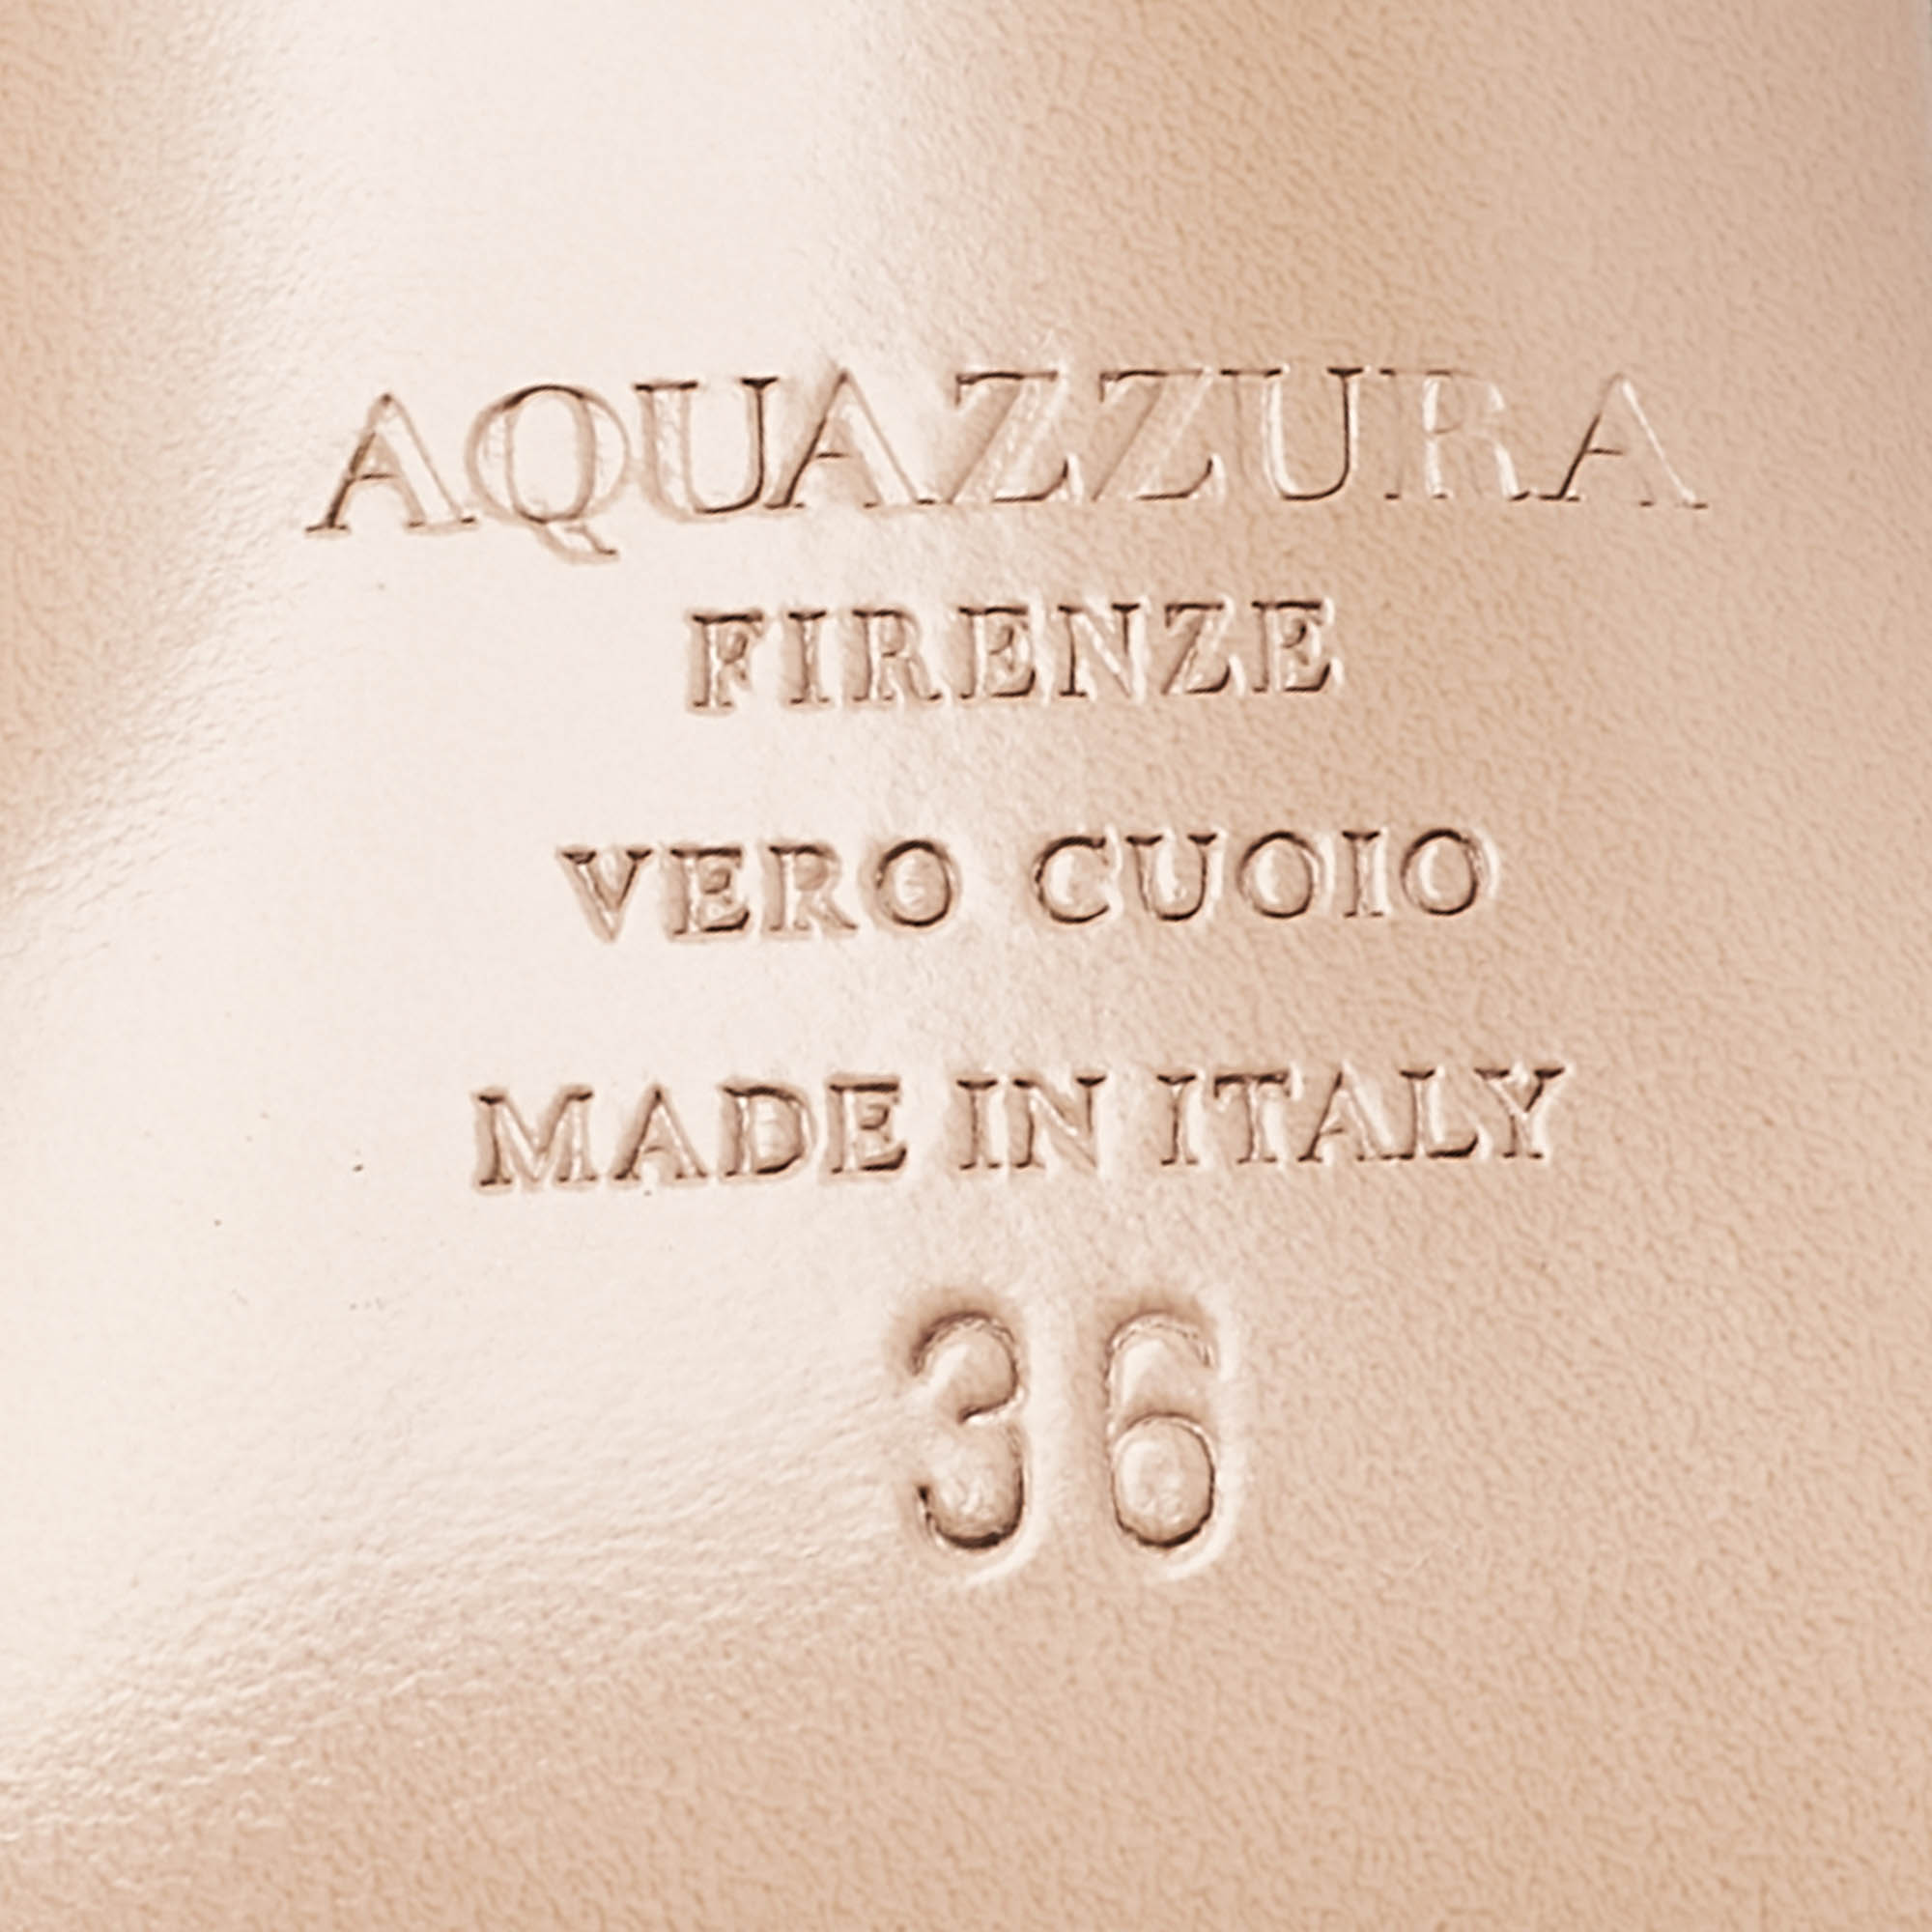 AQUAZZURA
FIRENZE
VERO CUOIO
MADE IN ITALY
36